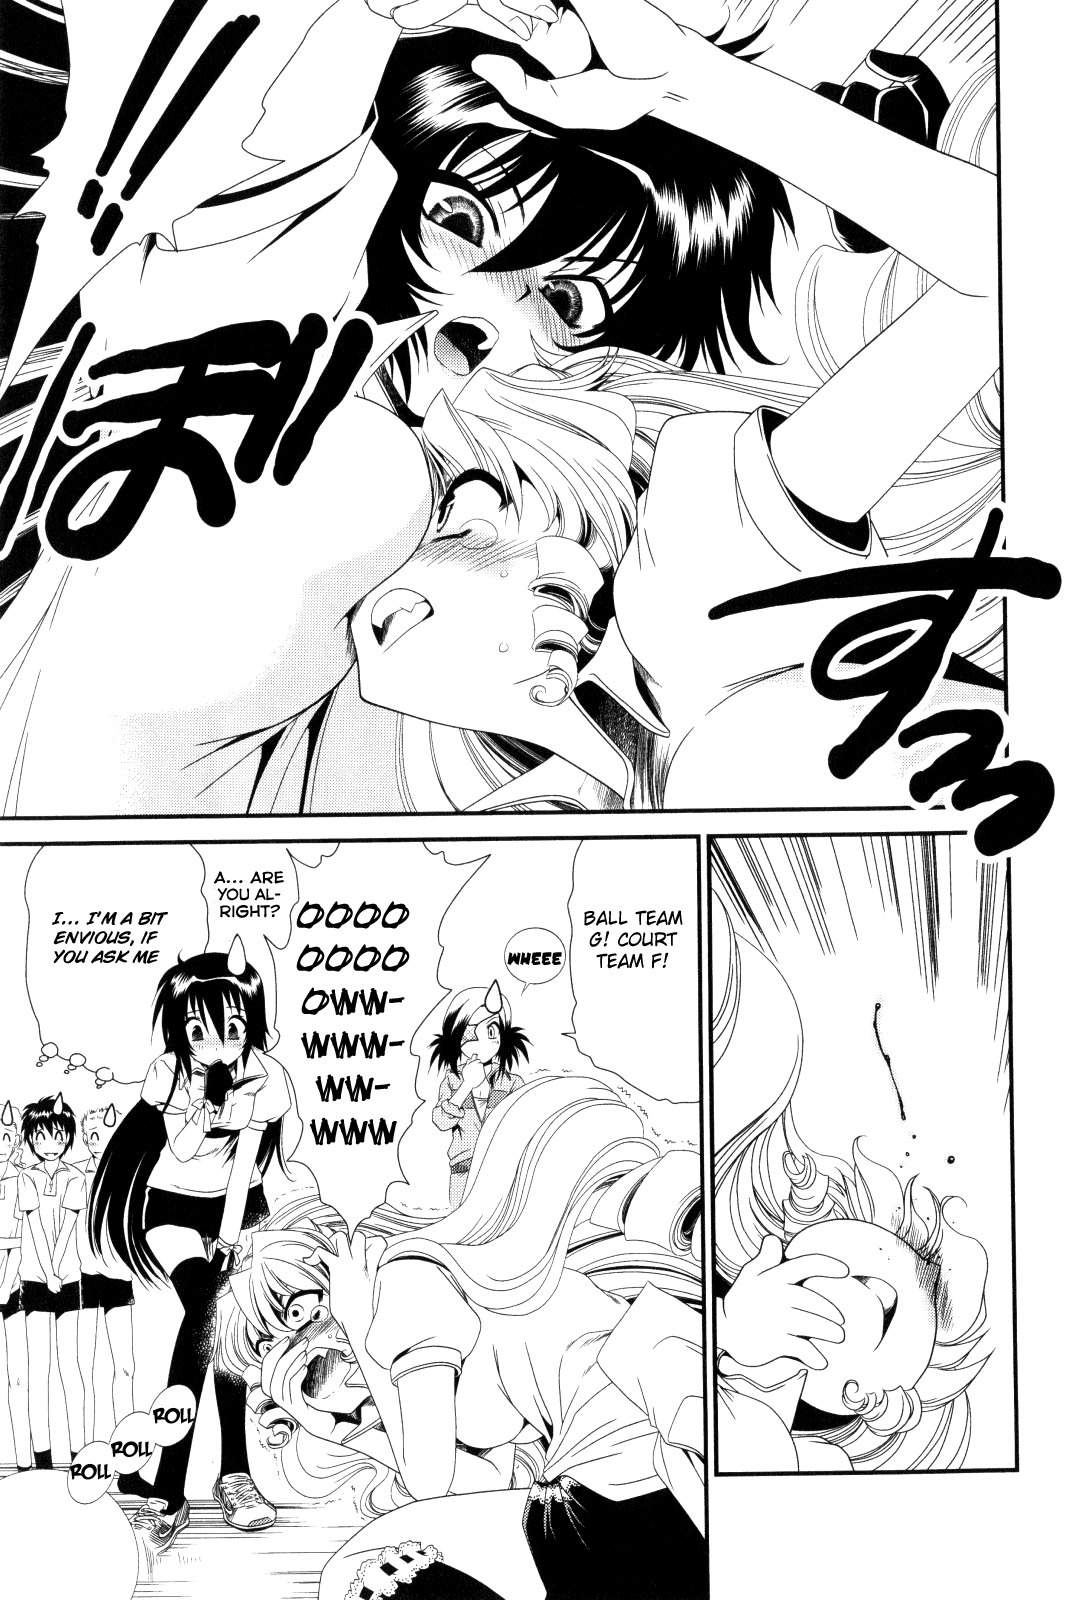 !!
ぼ
す
BALL TEAM
G! COURT
TEAM F!
WHEEE
OOOO
OOOO
OWW-
WWW-
WW-
WWW
A... ARE
YOU AL-
RIGHT?
I... I'M A BIT
ENVIOUS, IF
YOU ASK ME
ROLL
ROLL
ROLL